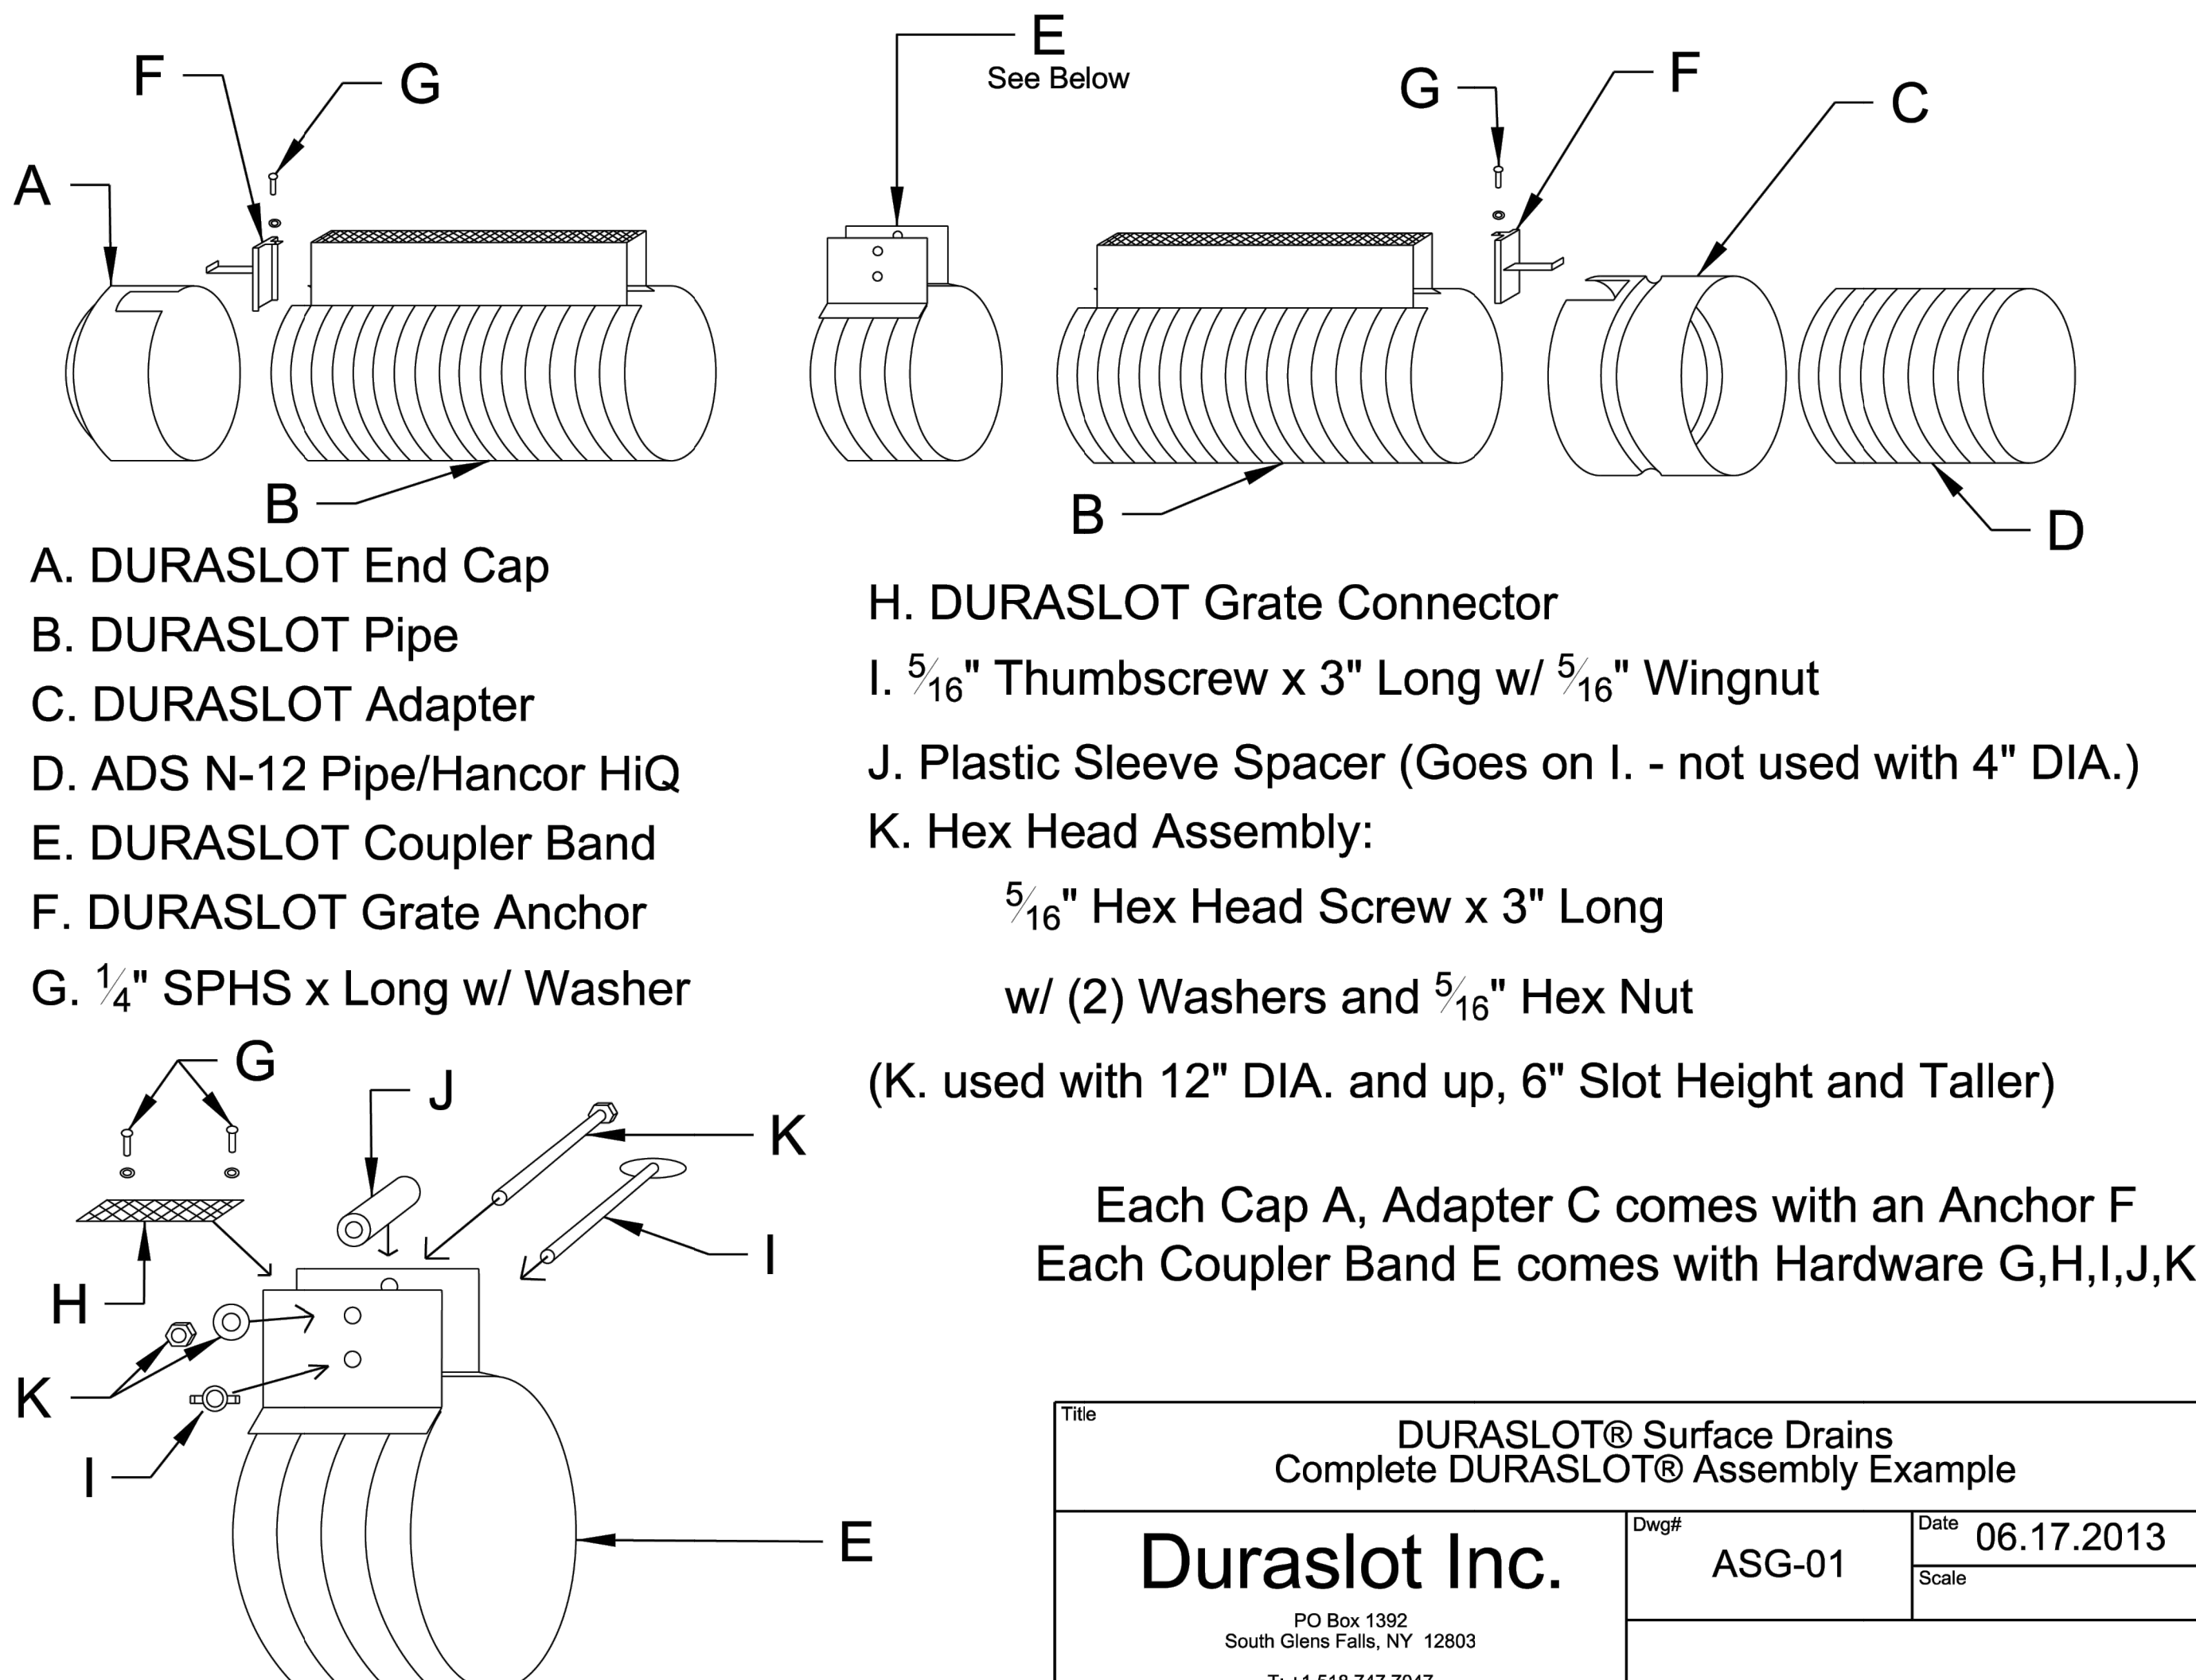 E
See Below
F
G
G
F
C
A
B
B
D
A. DURASLOT End Cap
B. DURASLOT Pipe
C. DURASLOT Adapter
D. ADS N-12 Pipe/Hancor HiQ
E. DURASLOT Coupler Band
F. DURASLOT Grate Anchor
G. 1⁄4" SPHS x Long w/ Washer
H. DURASLOT Grate Connector
I. 5⁄16" Thumbscrew x 3" Long w/ 5⁄16" Wingnut
J. Plastic Sleeve Spacer (Goes on I. - not used with 4" DIA.)
K. Hex Head Assembly:
5⁄16" Hex Head Screw x 3" Long
w/ (2) Washers and 5⁄16" Hex Nut
(K. used with 12" DIA. and up, 6" Slot Height and Taller)
Each Cap A, Adapter C comes with an Anchor F
Each Coupler Band E comes with Hardware G,H,I,J,K
G
J
K
I
H
K
I
E
Title
DURASLOT® Surface Drains
Complete DURASLOT® Assembly Example
Duraslot Inc.
PO Box 1392
South Glens Falls, NY 12803
T: +1 518 747 7047
Dwg#
ASG-01
Date 06.17.2013
Scale